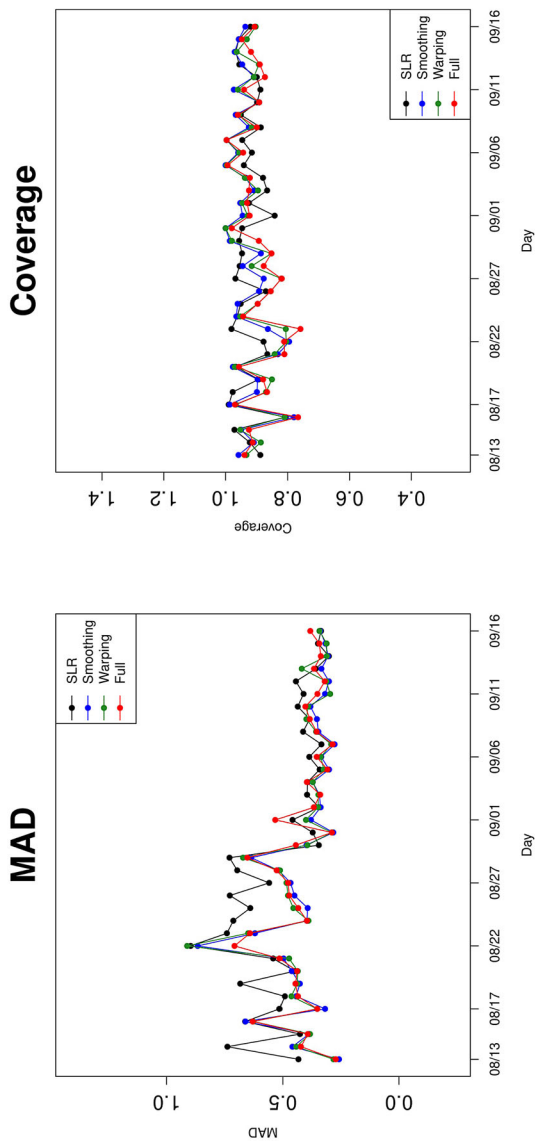 MAD
1.0
0.5
0.0
MAD
08/13
08/17
08/22
08/27
09/01
09/06
09/11
09/16
Day
SLR
Smoothing
Warping
Full
Coverage
1.4
1.2
1.0
0.8
0.6
0.4
Coverage
08/13
08/17
08/22
08/27
09/01
09/06
09/11
09/16
Day
SLR
Smoothing
Warping
Full